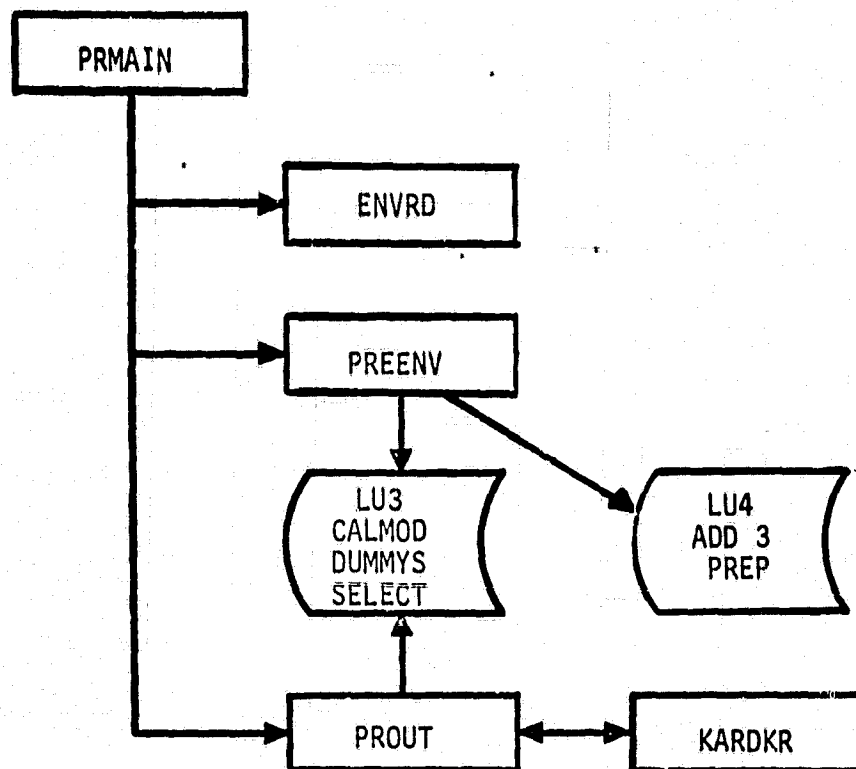 PRMAIN
ENVRD
PREENV
LU3
CALMOD
DUMMYS
SELECT
LU4
ADD 3
PREP
PROUT
KARDKR